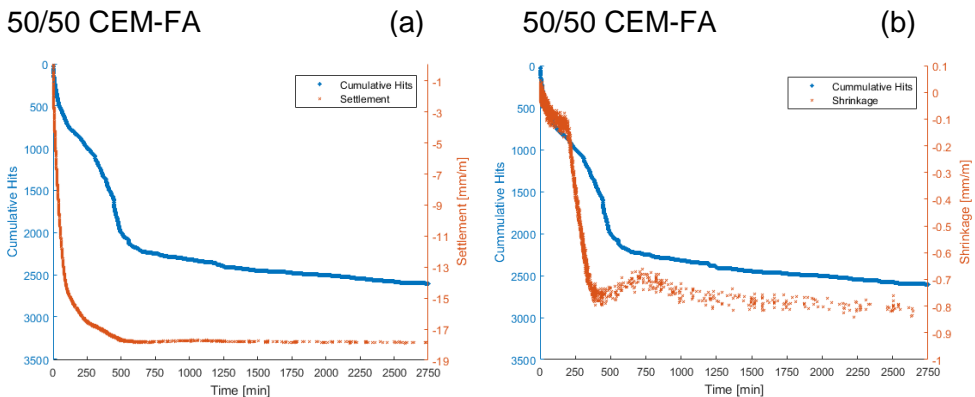 50/50 CEM-FA (a)
Cumulative Hits
Settlement
0
500
1000
1500
2000
2500
3000
3500
Cumulative Hits
-1
-3
-5
-7
-9
-11
-13
-15
-17
-19
Settlement [mm/m]
0 250 500 750 1000 1250 1500 1750 2000 2250 2500 2750
Time [min]
50/50 CEM-FA (b)
Cummulative Hits
Shrinkage
0
500
1000
1500
2000
2500
3000
3500
Cummulative Hits
0.1
0
-0.1
-0.2
-0.3
-0.4
-0.5
-0.6
-0.7
-0.8
-0.9
-1
Shrinkage [mm/m]
0 250 500 750 1000 1250 1500 1750 2000 2250 2500 2750
Time [min]